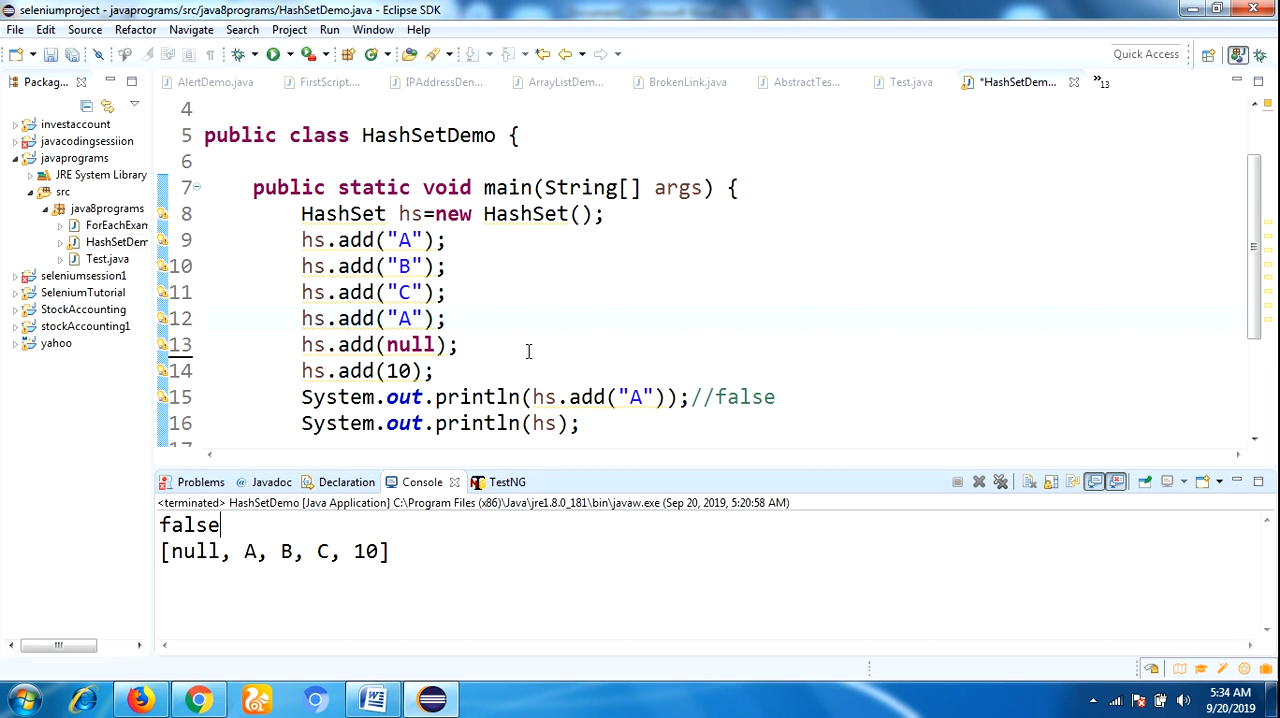 seleniumproject - javaprograms/src/java8programs/HashSetDemo.java - Eclipse SDK
File Edit Source Refactor Navigate Search Project Run Window Help
Quick Access
Packag... AlertDemo.java FirstScript.... IPAddressDen... ArrayListDem... BrokenLink.java AbstractTes... Test.java *HashSetDem... »13
investaccount
javacodingsessiion
javaprograms
JRE System Library
src
java8programs
ForEachExam
HashSetDem
Test.java
seleniumsession1
SeleniumTutorial
StockAccounting
stockAccounting1
yahoo
4
5 public class HashSetDemo {
6
7 public static void main(String[] args) {
8 HashSet hs=new HashSet();
9 hs.add("A");
10 hs.add("B");
11 hs.add("C");
12 hs.add("A");
13 hs.add(null);
14 hs.add(10);
15 System.out.println(hs.add("A"));//false
16 System.out.println(hs);
17
Problems @ Javadoc Declaration Console TestNG
<terminated> HashSetDemo [Java Application] C:\Program Files (x86)\Java\jre1.8.0_181\bin\javaw.exe (Sep 20, 2019, 5:20:58 AM)
false
[null, A, B, C, 10]
5:34 AM
9/20/2019